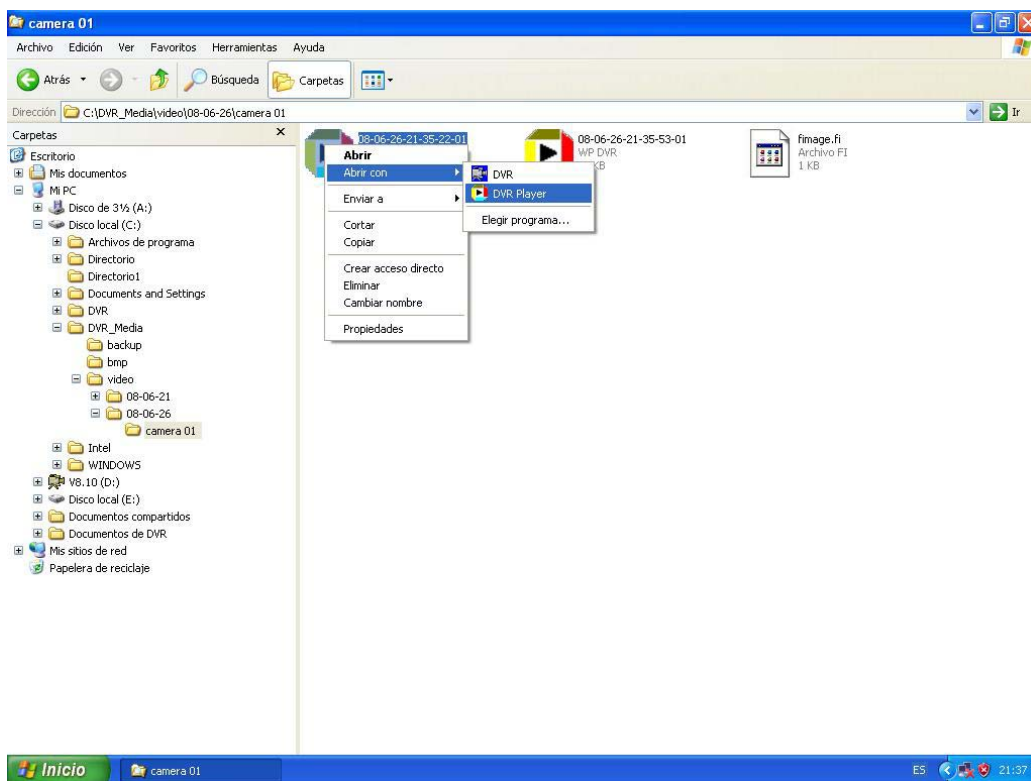 camera 01
Archivo Edición Ver Favoritos Herramientas Ayuda
Atrás Búsqueda Carpetas
Dirección C:\DVR_Media\video\08-06-26\camera 01 Ir
Carpetas
Escritorio
Mis documentos
Mi PC
Disco de 3½ (A:)
Disco local (C:)
Archivos de programa
Directorio
Directorio1
Documents and Settings
DVR
DVR_Media
backup
bmp
video
08-06-21
08-06-26
camera 01
Intel
WINDOWS
V8.10 (D:)
Disco local (E:)
Documentos compartidos
Documentos de DVR
Mis sitios de red
Papelera de reciclaje
08-06-26-21-35-22-01
Abrir
Abrir con
Enviar a
Cortar
Copiar
Crear acceso directo
Eliminar
Cambiar nombre
Propiedades
DVR
DVR Player
Elegir programa...
08-06-26-21-35-53-01
WP DVR
KB
fimage.fi
Archivo FI
1 KB
Inicio camera 01 ES 21:37